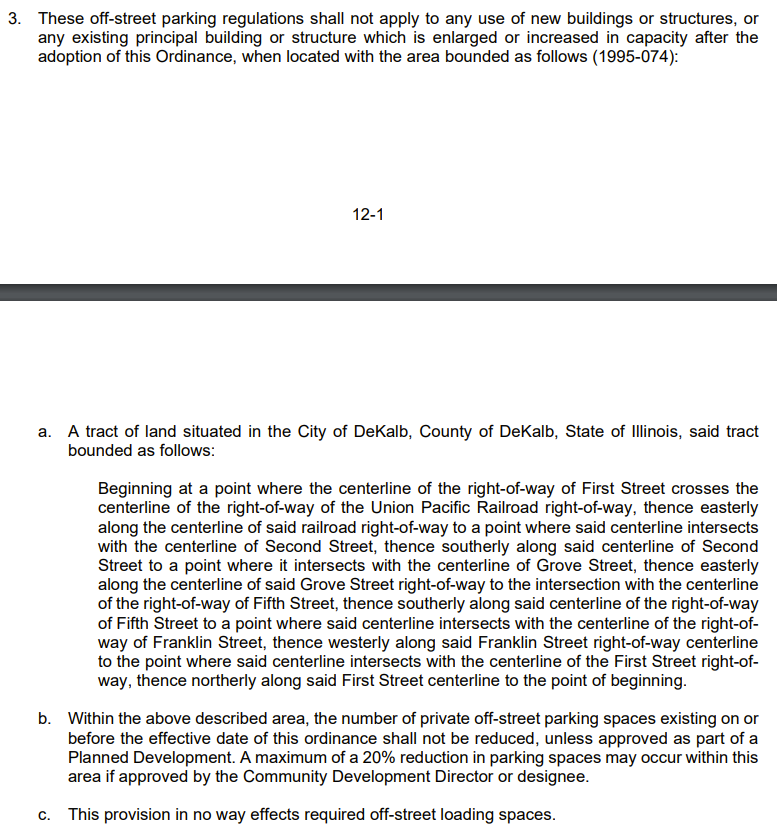 3. These off-street parking regulations shall not apply to any use of new buildings or structures, or
any existing principal building or structure which is enlarged or increased in capacity after the
adoption of this Ordinance, when located with the area bounded as follows (1995-074):
12-1
a. A tract of land situated in the City of DeKalb, County of DeKalb, State of Illinois, said tract
bounded as follows:
Beginning at a point where the centerline of the right-of-way of First Street crosses the
centerline of the right-of-way of the Union Pacific Railroad right-of-way, thence easterly
along the centerline of said railroad right-of-way to a point where said centerline intersects
with the centerline of Second Street, thence southerly along said centerline of Second
Street to a point where it intersects with the centerline of Grove Street, thence easterly
along the centerline of said Grove Street right-of-way to the intersection with the centerline
of the right-of-way of Fifth Street, thence southerly along said centerline of the right-of-way
of Fifth Street to a point where said centerline intersects with the centerline of the right-of-
way of Franklin Street, thence westerly along said Franklin Street right-of-way centerline
to the point where said centerline intersects with the centerline of the First Street right-of-
way, thence northerly along said First Street centerline to the point of beginning.
b. Within the above described area, the number of private off-street parking spaces existing on or
before the effective date of this ordinance shall not be reduced, unless approved as part of a
Planned Development. A maximum of a 20% reduction in parking spaces may occur within this
area if approved by the Community Development Director or designee.
c. This provision in no way effects required off-street loading spaces.